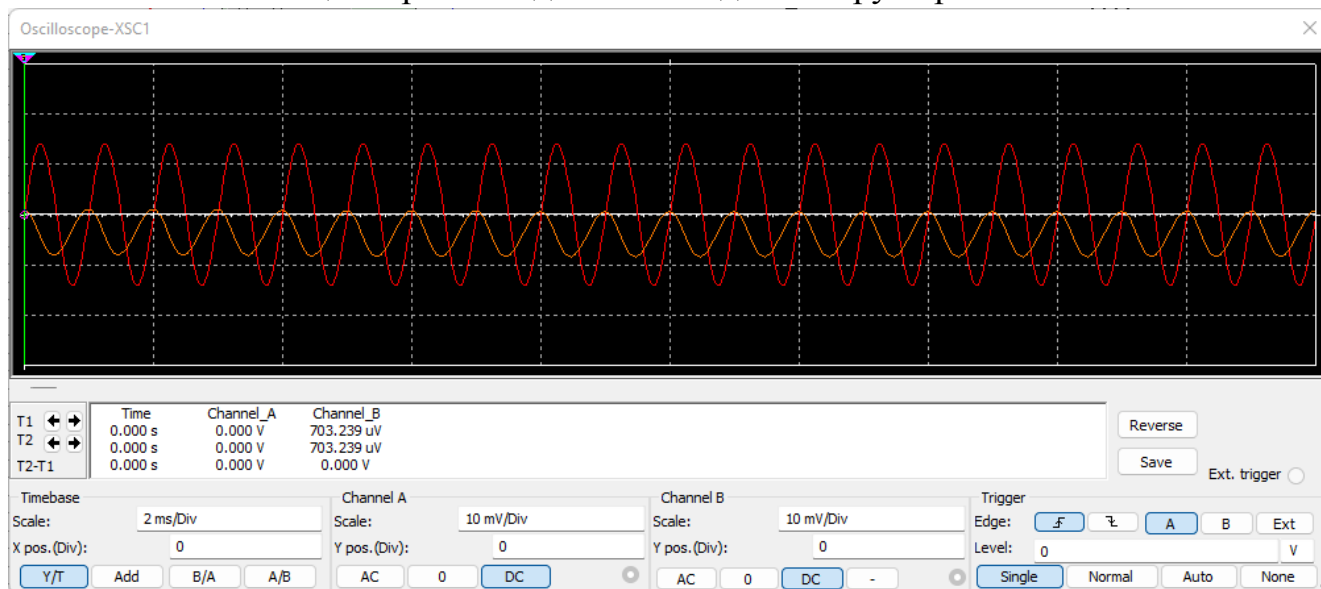 Oscilloscope-XSC1
Time Channel_A Channel_B
T1 0.000 s 0.000 V 703.239 uV
T2 0.000 s 0.000 V 703.239 uV
T2-T1 0.000 s 0.000 V 0.000 V
Reverse
Save
Ext. trigger
Timebase
Scale: 2 ms/Div
X pos.(Div): 0
Y/T Add B/A A/B
Channel A
Scale: 10 mV/Div
Y pos.(Div): 0
AC 0 DC
Channel B
Scale: 10 mV/Div
Y pos.(Div): 0
AC 0 DC -
Trigger
Edge: A B Ext
Level: 0 V
Single Normal Auto None